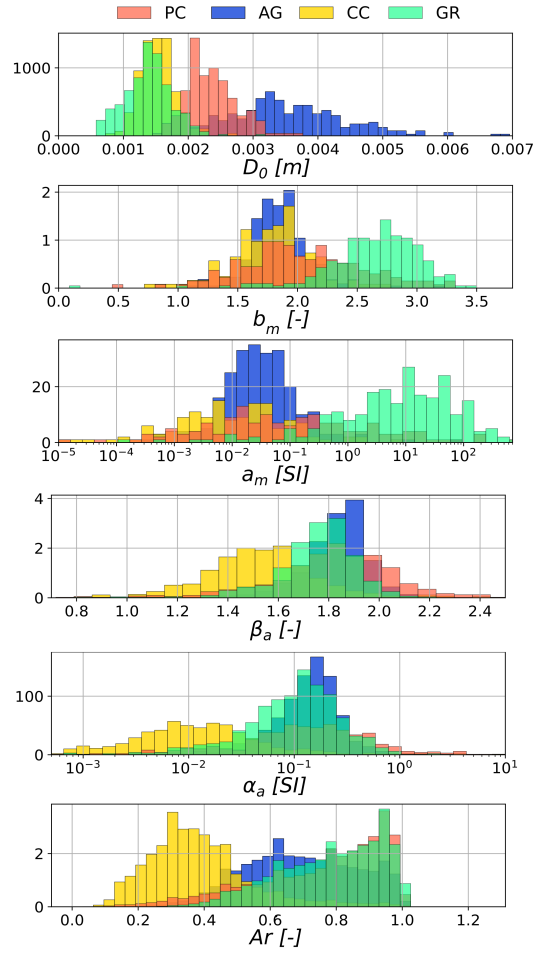 PC AG CC GR
1000
0
0.000 0.001 0.002 0.003 0.004 0.005 0.006 0.007
D₀ [m]
2
1
0
0.0 0.5 1.0 1.5 2.0 2.5 3.0 3.5
bₘ [-]
20
0
10⁻⁵ 10⁻⁴ 10⁻³ 10⁻² 10⁻¹ 10⁰ 10¹ 10²
aₘ [SI]
4
2
0
0.8 1.0 1.2 1.4 1.6 1.8 2.0 2.2 2.4
βₐ [-]
100
0
10⁻³ 10⁻² 10⁻¹ 10⁰ 10¹
αₐ [SI]
2
0
0.0 0.2 0.4 0.6 0.8 1.0 1.2
Ar [-]